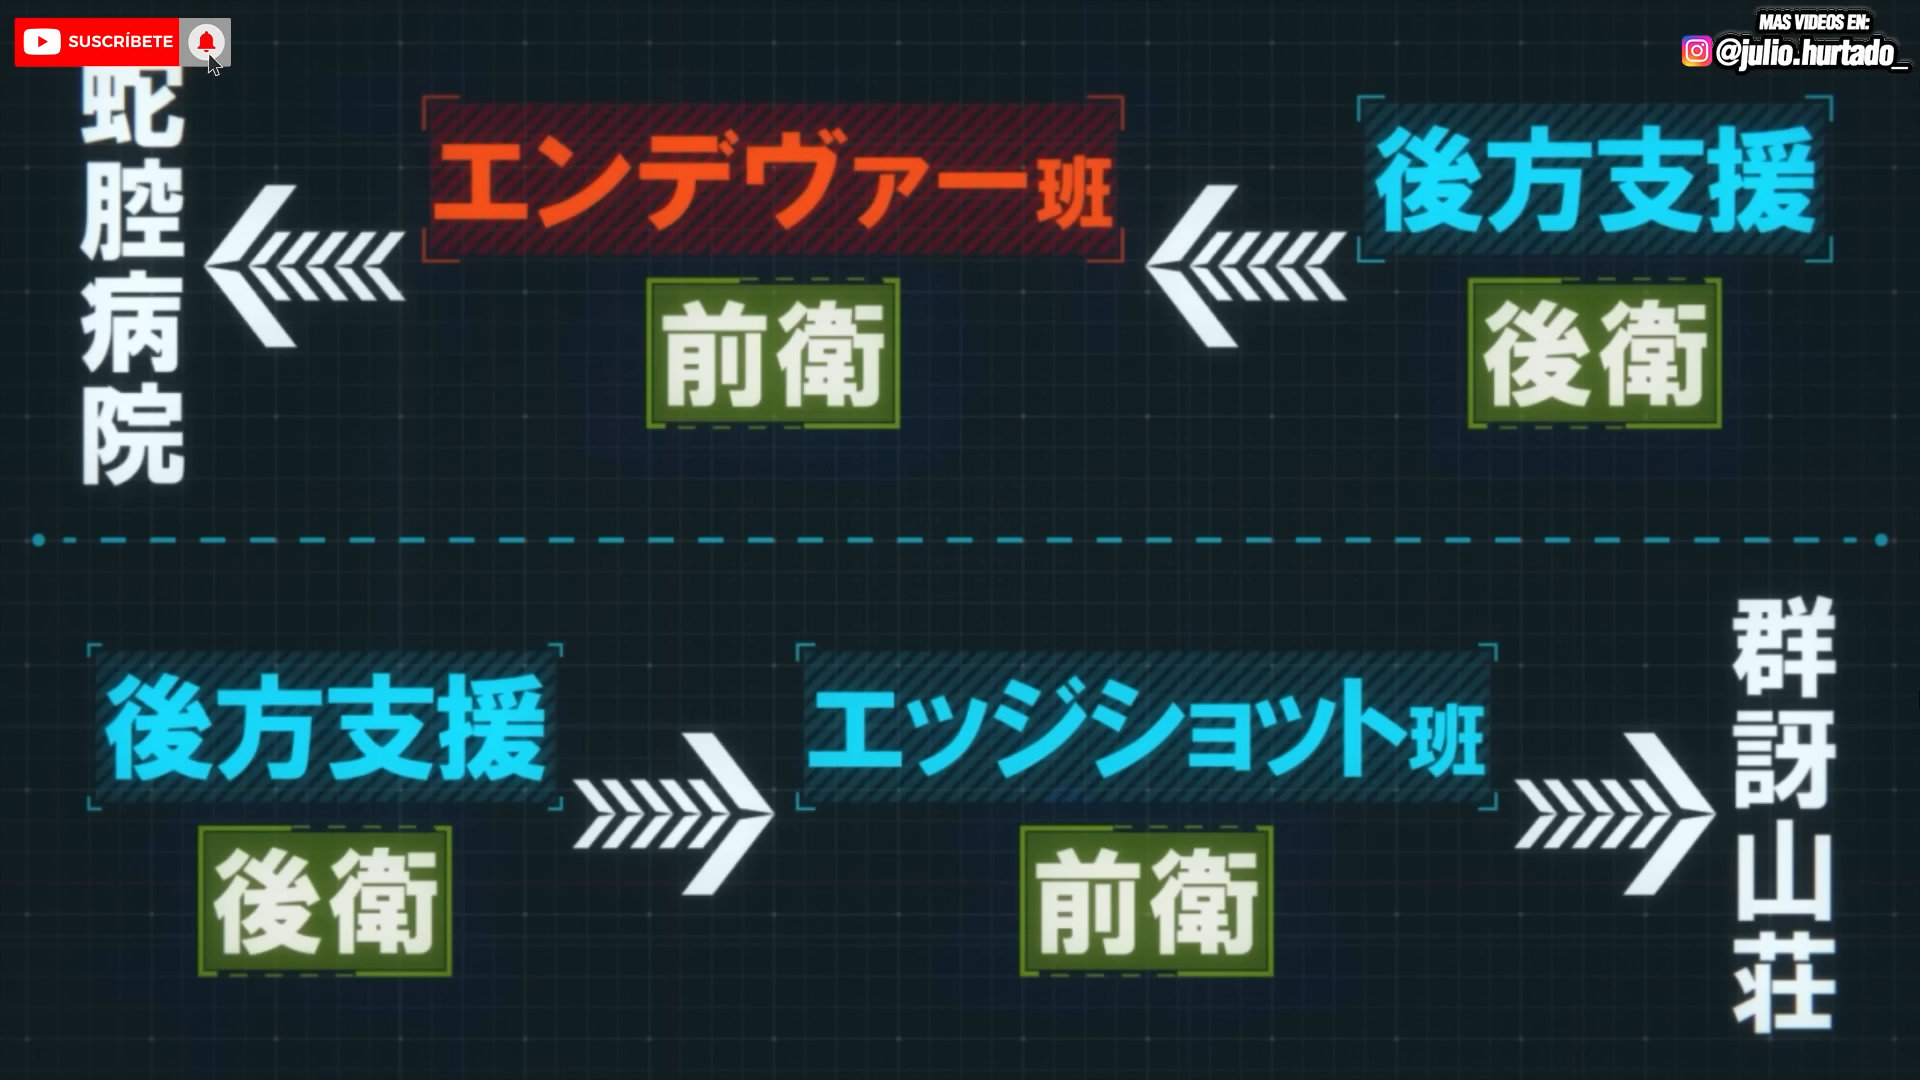 SUSCRÍBETE
MAS VIDEOS EN:
@julio.hurtado_
蛇腔病院
エンデヴァー班
前衛
後方支援
後衛
後方支援
後衛
エッジショット班
前衛
群訝山荘